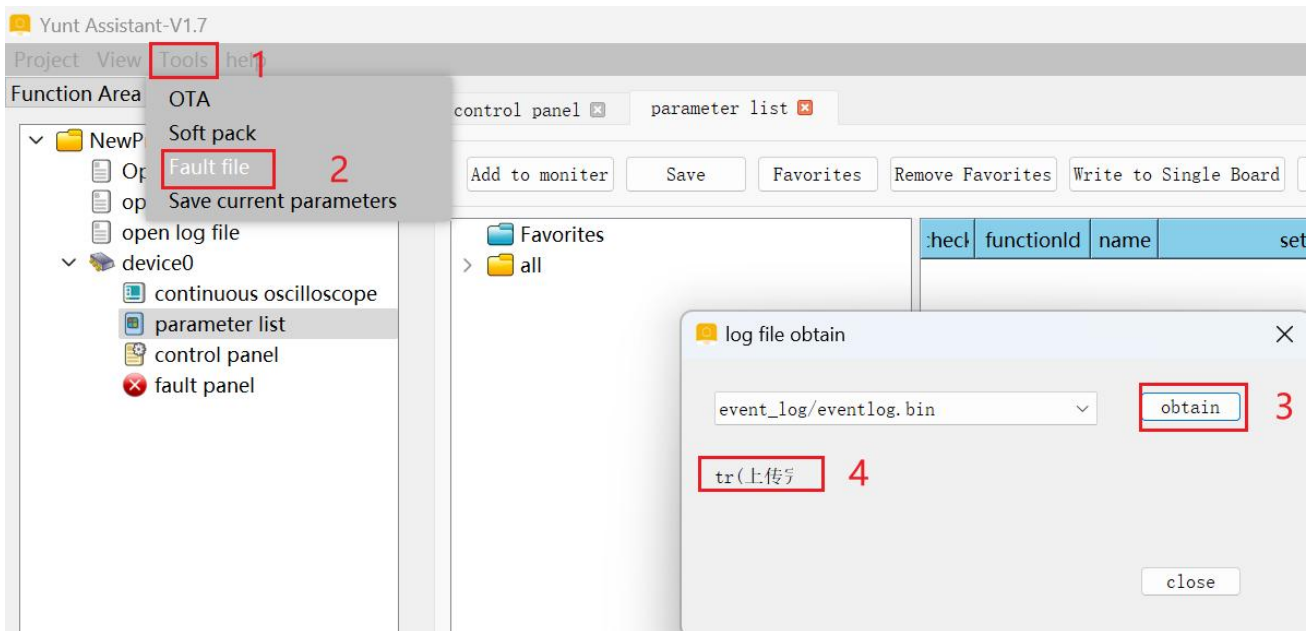 Yunt Assistant-V1.7
Project View Tools help
1
Function Area
OTA
Soft pack
Fault file
2
Save current parameters
NewP
Op
op
open log file
device0
continuous oscilloscope
parameter list
control panel
fault panel
control panel
parameter list
Add to moniter
Save
Favorites
Remove Favorites
Write to Single Board
Favorites
all
check functionId name set
log file obtain
event_log/eventlog.bin
obtain
3
tr(上传
4
close